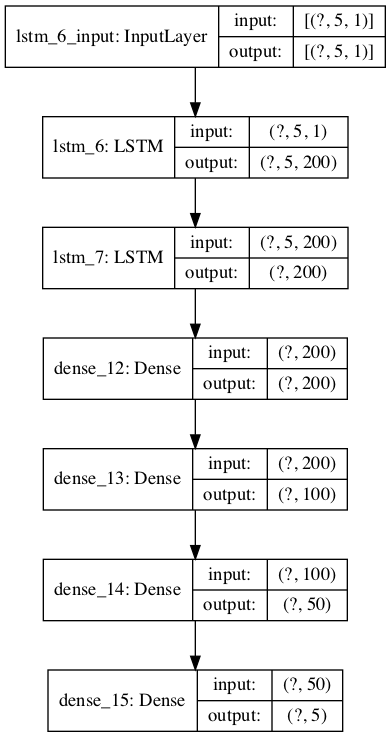 lstm_6_input: InputLayer
input: [(?, 5, 1)]
output: [(?, 5, 1)]
lstm_6: LSTM
input: (?, 5, 1)
output: (?, 5, 200)
lstm_7: LSTM
input: (?, 5, 200)
output: (?, 200)
dense_12: Dense
input: (?, 200)
output: (?, 200)
dense_13: Dense
input: (?, 200)
output: (?, 100)
dense_14: Dense
input: (?, 100)
output: (?, 50)
dense_15: Dense
input: (?, 50)
output: (?, 5)